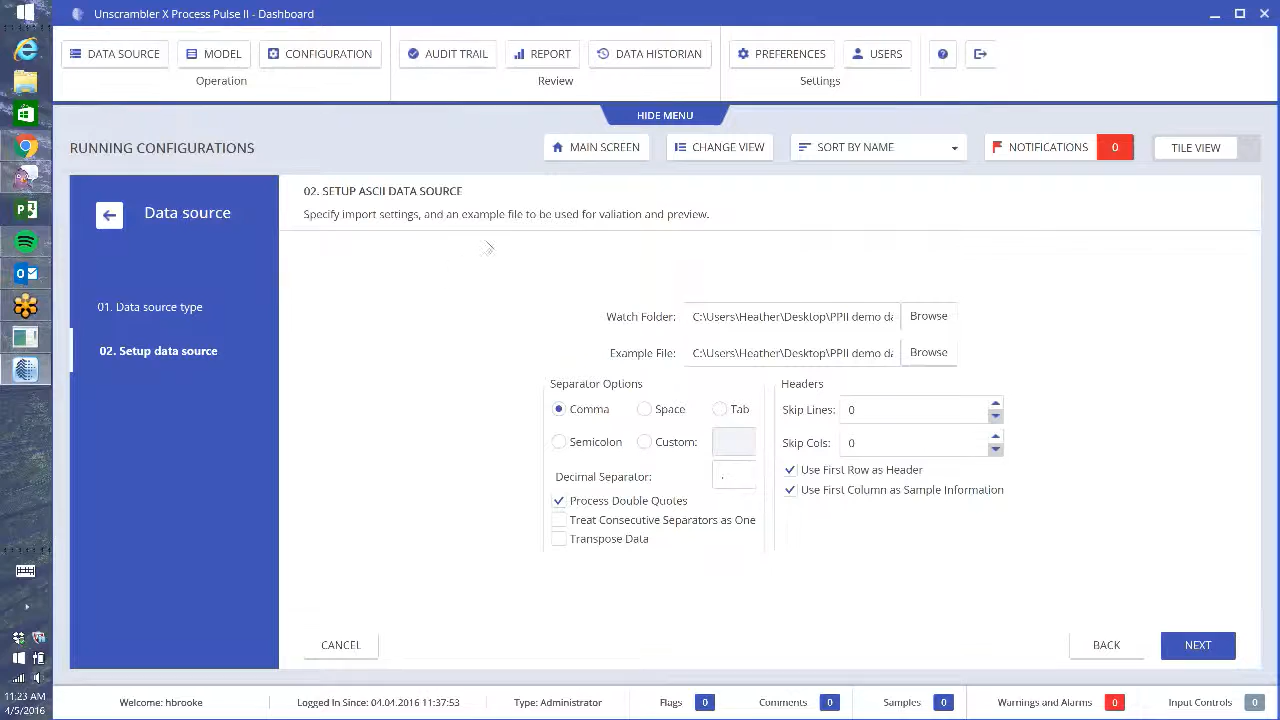 Unscrambler X Process Pulse II - Dashboard
DATA SOURCE MODEL CONFIGURATION AUDIT TRAIL REPORT DATA HISTORIAN PREFERENCES USERS ?
Operation Review Settings
HIDE MENU
RUNNING CONFIGURATIONS MAIN SCREEN CHANGE VIEW SORT BY NAME NOTIFICATIONS 0 TILE VIEW
Data source
01. Data source type
02. Setup data source
02. SETUP ASCII DATA SOURCE
Specify import settings, and an example file to be used for valiation and preview.
Watch Folder: C:\Users\Heather\Desktop\PPII demo da Browse
Example File: C:\Users\Heather\Desktop\PPII demo da Browse
Separator Options
Comma Space Tab
Semicolon Custom:
Decimal Separator: .
Process Double Quotes
Treat Consecutive Separators as One
Transpose Data
Headers
Skip Lines: 0
Skip Cols: 0
Use First Row as Header
Use First Column as Sample Information
CANCEL BACK NEXT
Welcome: hbrooke Logged In Since: 04.04.2016 11:37:53 Type: Administrator Flags 0 Comments 0 Samples 0 Warnings and Alarms 0 Input Controls 0
11:23 AM
4/5/2016